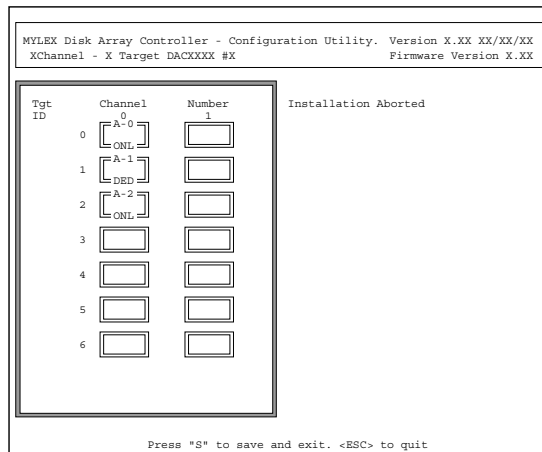 MYLEX Disk Array Controller - Configuration Utility. Version X.XX XX/XX/XX
XChannel - X Target DACXXXX #X Firmware Version X.XX
Tgt Channel Number Installation Aborted
ID 0 1
A-0
0
ONL
A-1
1
DED
A-2
2
ONL
3
4
5
6
Press "S" to save and exit. <ESC> to quit